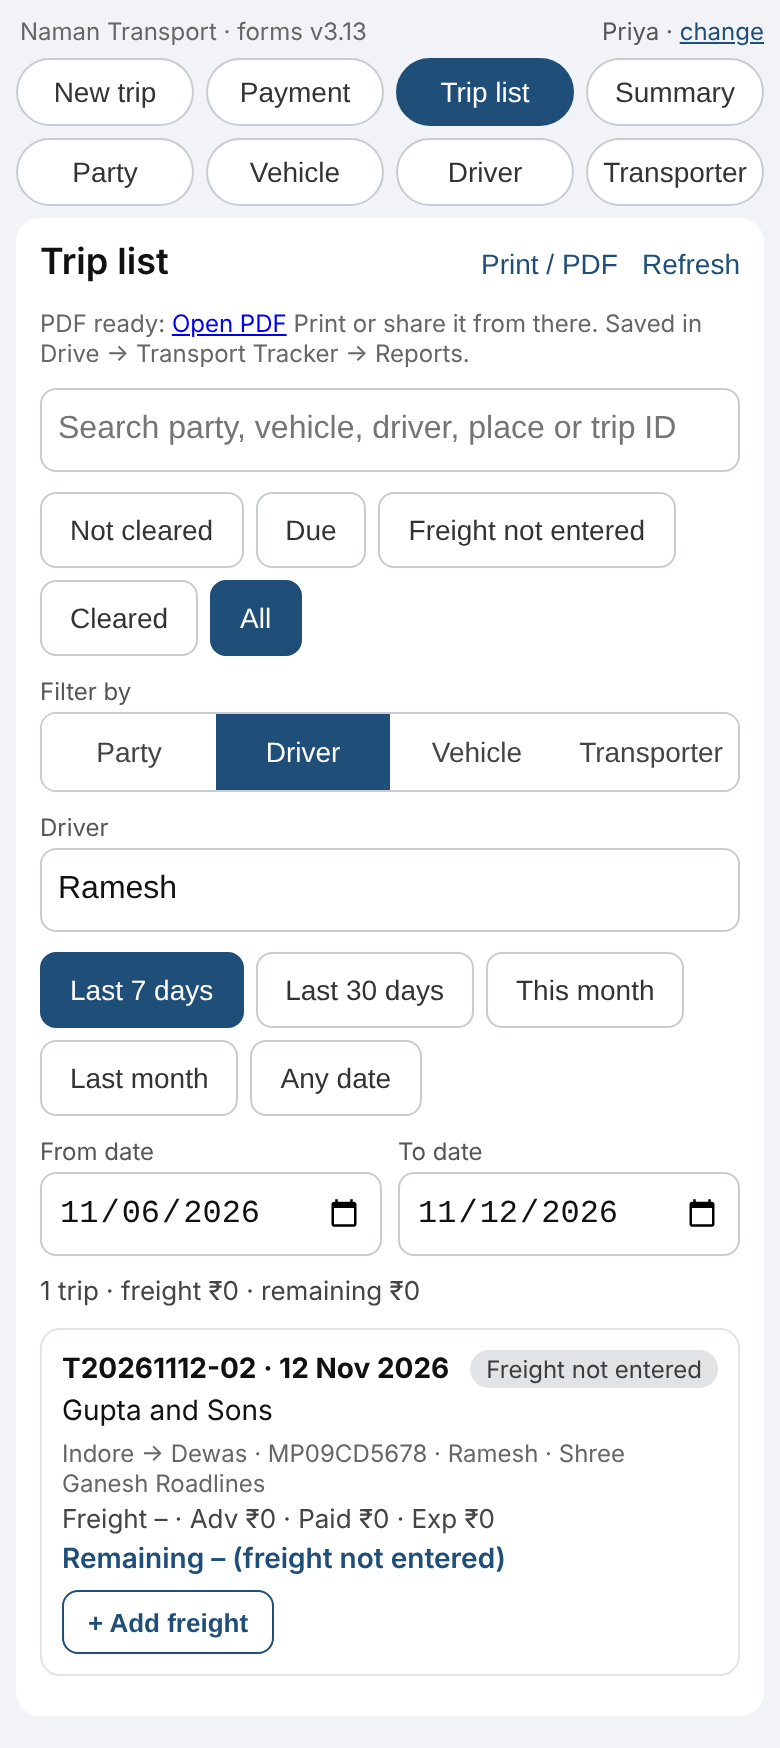 Naman Transport · forms v3.13
Priya · change
New trip
Payment
Trip list
Summary
Party
Vehicle
Driver
Transporter
Trip list
Print / PDF
Refresh
PDF ready: Open PDF Print or share it from there. Saved in
Drive → Transport Tracker → Reports.
Search party, vehicle, driver, place or trip ID
Not cleared
Due
Freight not entered
Cleared
All
Filter by
Party
Driver
Vehicle
Transporter
Driver
Ramesh
Last 7 days
Last 30 days
This month
Last month
Any date
From date
To date
11/06/2026
11/12/2026
1 trip · freight ₹0 · remaining ₹0
T20261112-02 · 12 Nov 2026
Freight not entered
Gupta and Sons
Indore → Dewas · MP09CD5678 · Ramesh · Shree
Ganesh Roadlines
Freight – · Adv ₹0 · Paid ₹0 · Exp ₹0
Remaining – (freight not entered)
+ Add freight